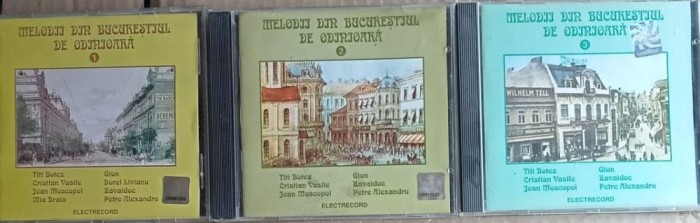 MELODII DIN BUCUREȘTIUL
DE ODINIOARĂ
1
Titi Botez
Cristian Vasile
Jean Moscopol
Mia Braia
Gion
Dorel Livianu
Zavaidoc
Petre Alexandru
ELECTRECORD
MELODII DIN BUCUREȘTIUL
DE ODINIOARĂ
2
Titi Botez
Cristian Vasile
Jean Moscopol
Gion
Zavaidoc
Petre Alexandru
ELECTRECORD
MELODII DIN BUCUREȘTIUL
DE ODINIOARĂ
3
WILHELM TELL
Titi Botez
Cristian Vasile
Jean Moscopol
Gion
Zavaidoc
Petre Alexandru
ELECTRECORD